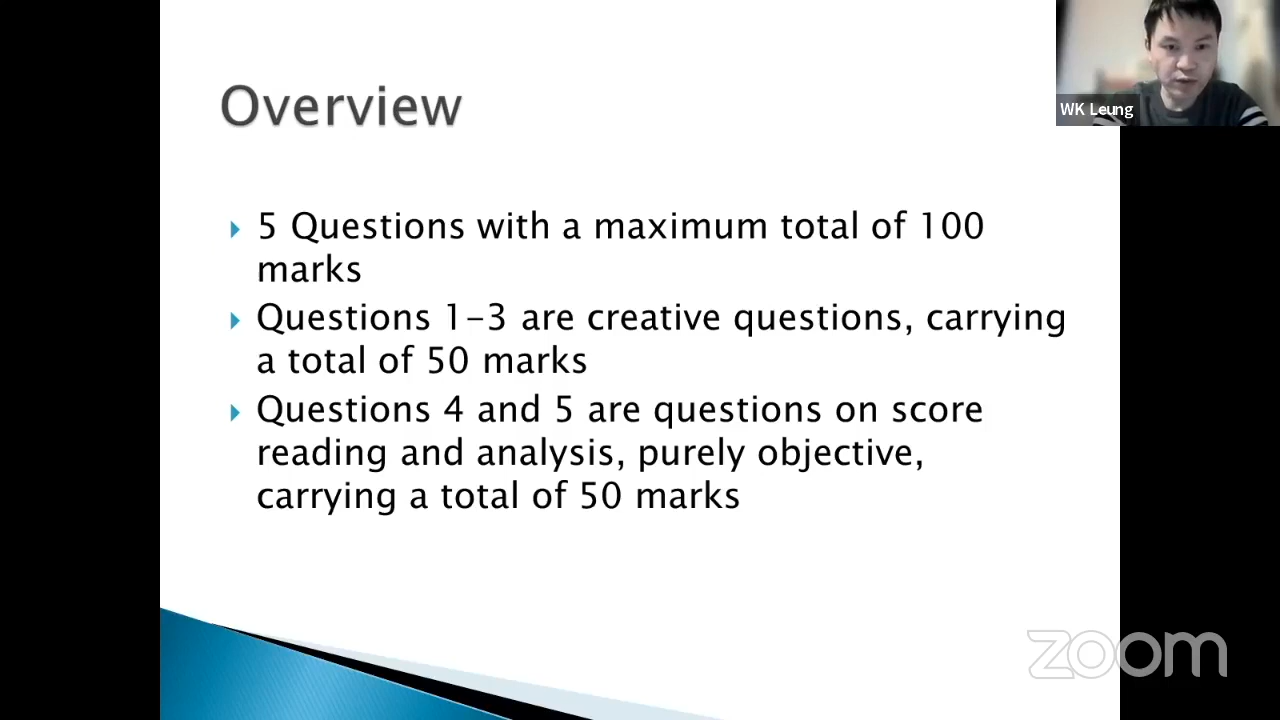 Overview
5 Questions with a maximum total of 100
marks
Questions 1-3 are creative questions, carrying
a total of 50 marks
Questions 4 and 5 are questions on score
reading and analysis, purely objective,
carrying a total of 50 marks
WK Leung
zoom